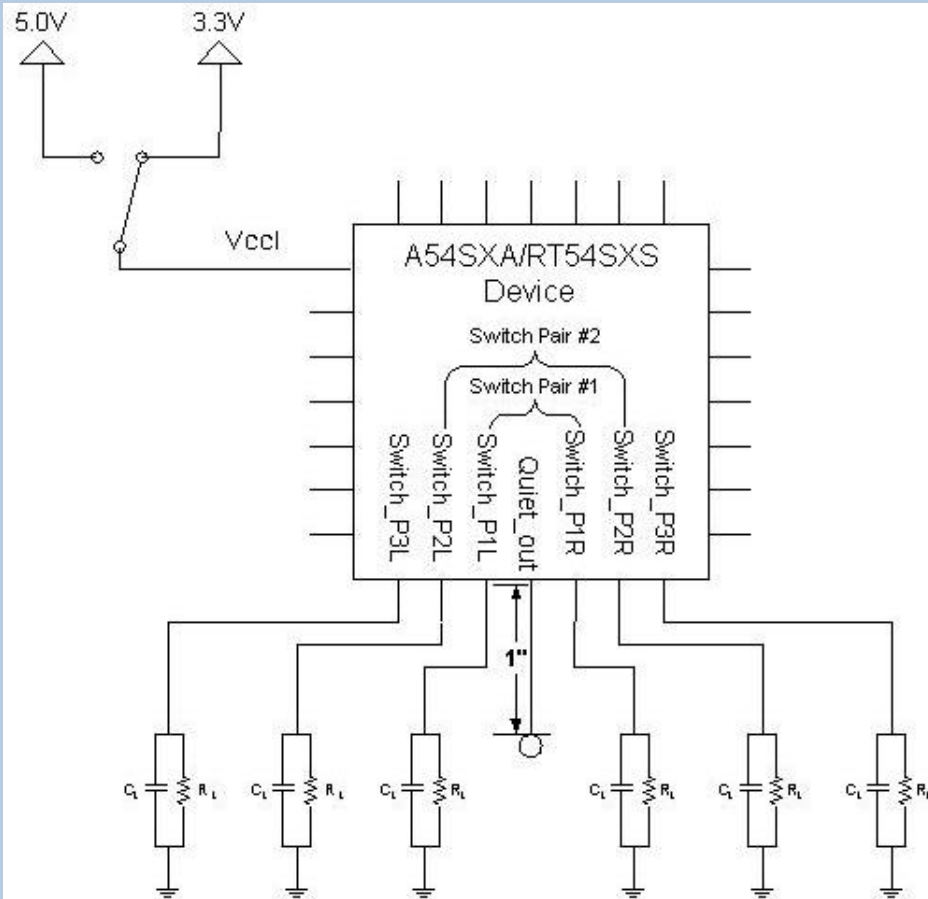 5.0V 3.3V
VccI
A54SXA/RT54SXS
Device
Switch Pair #2
Switch Pair #1
Switch_P3L
Switch_P2L
Switch_P1L
Quiet_out
Switch_P1R
Switch_P2R
Switch_P3R
1"
CL RL CL RL CL RL CL RL CL RL CL RL